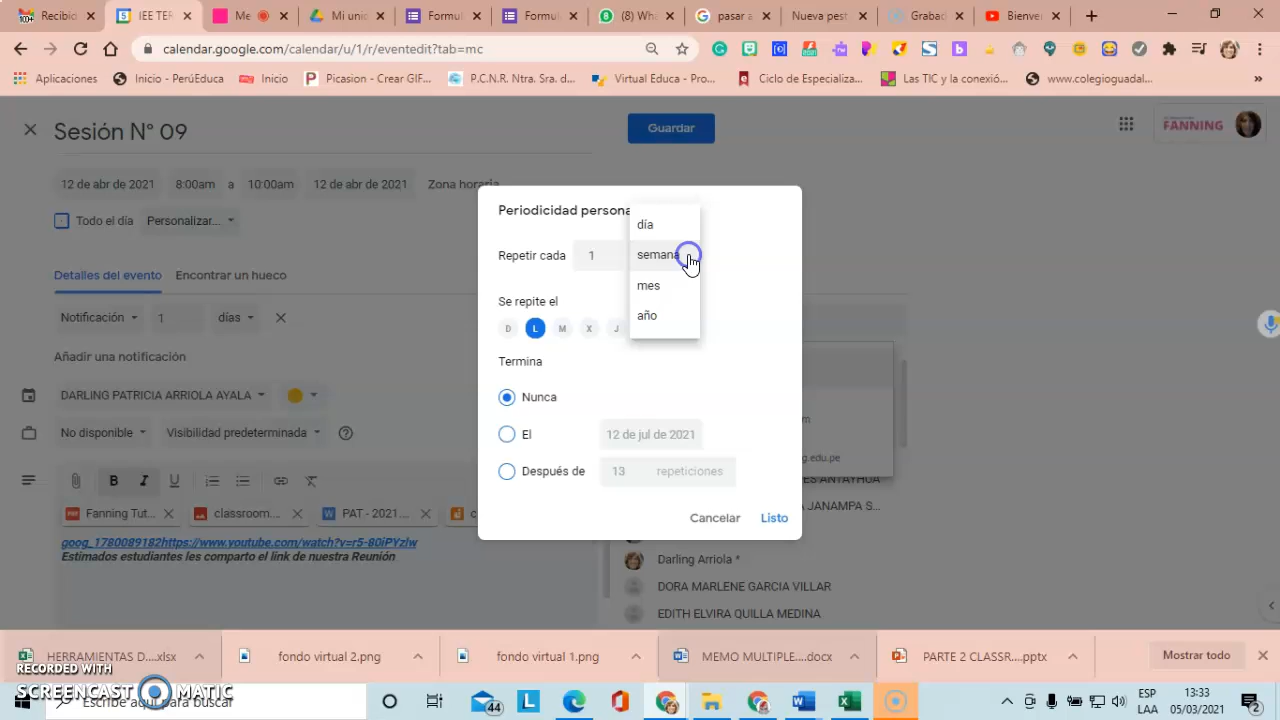 Recibid
IETER
Me
Mi unic
Formul
Formul
(8) Wha
pasar a
Nueva pest
Grabad
Bienver
calendar.google.com/calendar/u/1/r/eventedit?tab=mc
Aplicaciones
Inicio - PerúEduca
Inicio
Picasion - Crear GIF...
P.C.N.R. Ntra. Sra. d...
Virtual Educa - Pro...
Ciclo de Especializa...
Las TIC y la conexió...
www.colegioguadal...
»
Sesión N° 09
Guardar
FANNING
12 de abr de 2021 8:00am a 10:00am 12 de abr de 2021 Zona horaria
Todo el día Personalizar...
Detalles del evento Encontrar un hueco
Notificación 1 días
Añadir una notificación
DARLING PATRICIA ARRIOLA AYALA
No disponible Visibilidad predeterminada
B I U
Fanning Tut... classroom.... PAT - 2021....
goog_1780089182https://www.youtube.com/watch?v=r5-80iPYzlw
Estimados estudiantes les comparto el link de nuestra Reunión
Periodicidad persona
Repetir cada 1
día
semana
mes
año
Se repite el
D L M X J
Termina
Nunca
El 12 de jul de 2021
Después de 13 repeticiones
Cancelar Listo
m
g.edu.pe
ES ANTAYHUA
A JANAMPA S...
Darling Arriola *
DORA MARLENE GARCIA VILLAR
EDITH ELVIRA QUILLA MEDINA
HERRAMIENTAS D....xlsx
fondo virtual 2.png
fondo virtual 1.png
MEMO MULTIPLE....docx
PARTE 2 CLASSR....pptx
Mostrar todo
RECORDED WITH
SCREENCAST MATIC
Escribe aquí para buscar
44
ESP
LAA
13:33
05/03/2021
2